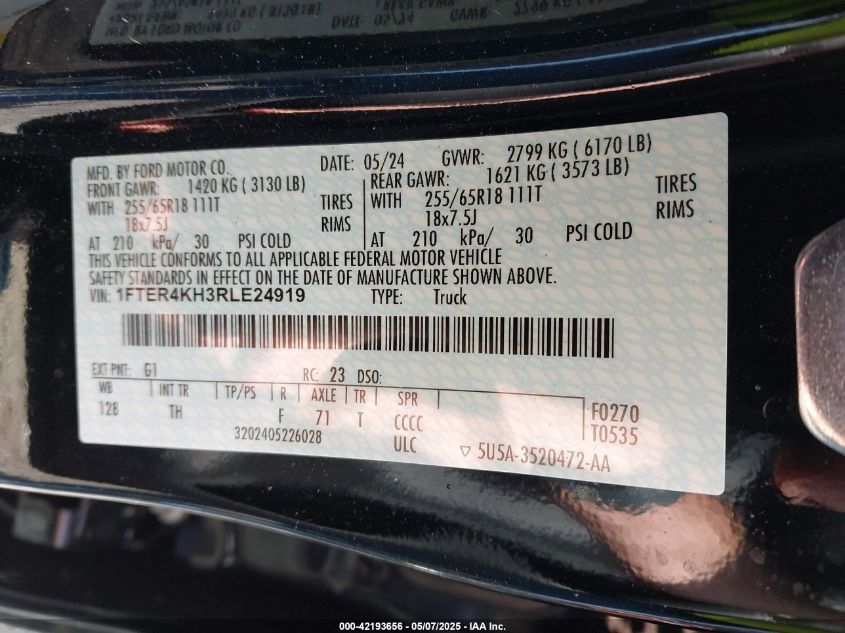 MFD. BY FORD MOTOR CO. DATE: 05/24 GVWR: 2799 KG ( 6170 LB)
FRONT GAWR: 1420 KG ( 3130 LB) REAR GAWR: 1621 KG ( 3573 LB)
WITH 255/65R18 111T TIRES WITH 255/65R18 111T TIRES
18x7.5J RIMS 18x7.5J RIMS
AT 210 kPa/ 30 PSI COLD AT 210 kPa/ 30 PSI COLD
THIS VEHICLE CONFORMS TO ALL APPLICABLE FEDERAL MOTOR VEHICLE
SAFETY STANDARDS IN EFFECT ON THE DATE OF MANUFACTURE SHOWN ABOVE.
VIN: 1FTER4KH3RLE24919 TYPE: Truck
EXT PNT: G1 RC: 23 DSO:
WB INT TR TP/PS R AXLE TR SPR
128 TH F 71 T CCCC F0270
3202405226028 ULC T0535
▽ 5U5A-3520472-AA
000-42193656 - 05/07/2025 - IAA Inc.